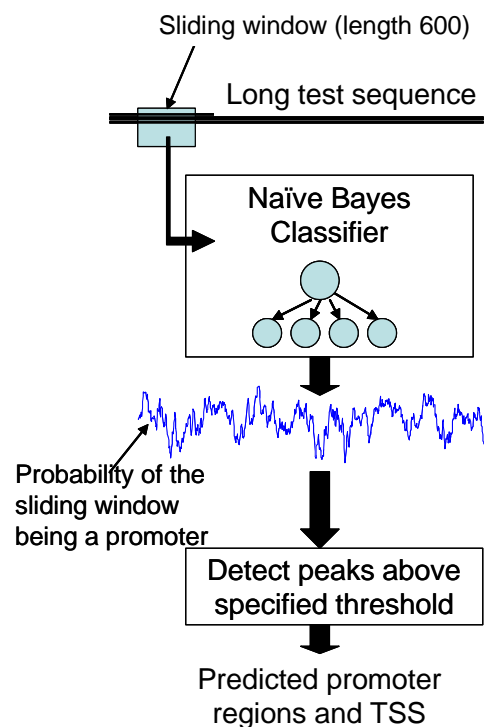 Sliding window (length 600)
Long test sequence
Naïve Bayes
Classifier
Probability of the
sliding window
being a promoter
Detect peaks above
specified threshold
Predicted promoter
regions and TSS